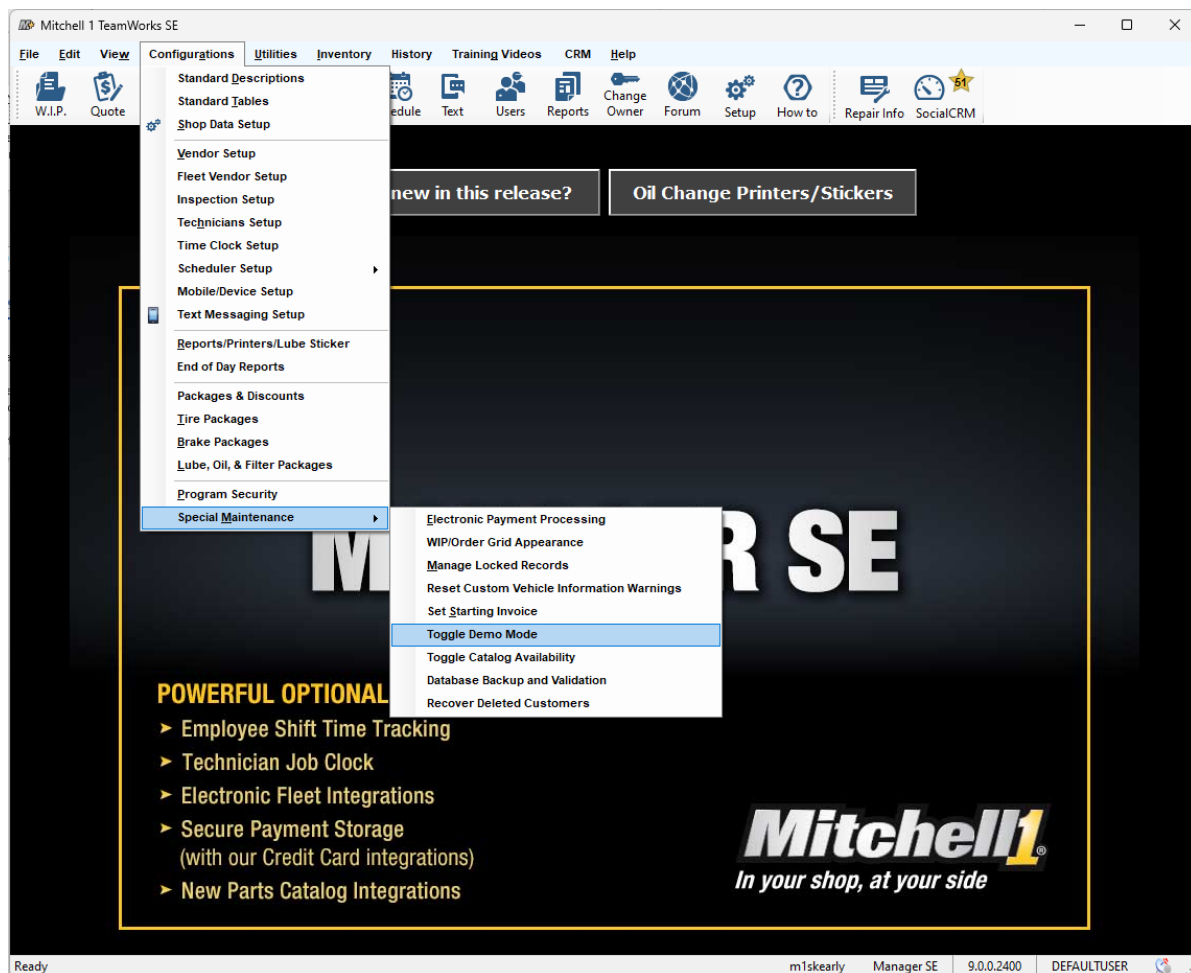 Mitchell 1 TeamWorks SE
File Edit View Configurations Utilities Inventory History Training Videos CRM Help
W.I.P. Quote edule Text Users Reports Change Owner Forum Setup How to Repair Info SocialCRM 51
Standard Descriptions
Standard Tables
Shop Data Setup
Vendor Setup
Fleet Vendor Setup
Inspection Setup
Technicians Setup
Time Clock Setup
Scheduler Setup
Mobile/Device Setup
Text Messaging Setup
Reports/Printers/Lube Sticker
End of Day Reports
Packages & Discounts
Tire Packages
Brake Packages
Lube, Oil, & Filter Packages
Program Security
Special Maintenance
new in this release? Oil Change Printers/Stickers
Electronic Payment Processing
WIP/Order Grid Appearance
Manage Locked Records
Reset Custom Vehicle Information Warnings
Set Starting Invoice
Toggle Demo Mode
Toggle Catalog Availability
Database Backup and Validation
Recover Deleted Customers
M R SE
POWERFUL OPTIONAL
➤ Employee Shift Time Tracking
➤ Technician Job Clock
➤ Electronic Fleet Integrations
➤ Secure Payment Storage
(with our Credit Card integrations)
➤ New Parts Catalog Integrations
Mitchell1®
In your shop, at your side
Ready m1skearly Manager SE 9.0.0.2400 DEFAULTUSER